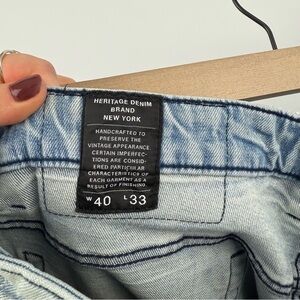 HERITAGE DENIM
BRAND
NEW YORK
HANDCRAFTED TO
PRESERVE THE
VINTAGE APPEARANCE.
CERTAIN IMPERFEC-
TIONS ARE CONSID-
ERED PARTICULAR
CHARACTERISTICS OF
EACH GARMENT AS A
RESULT OF FINISHING.
W 40 L 33